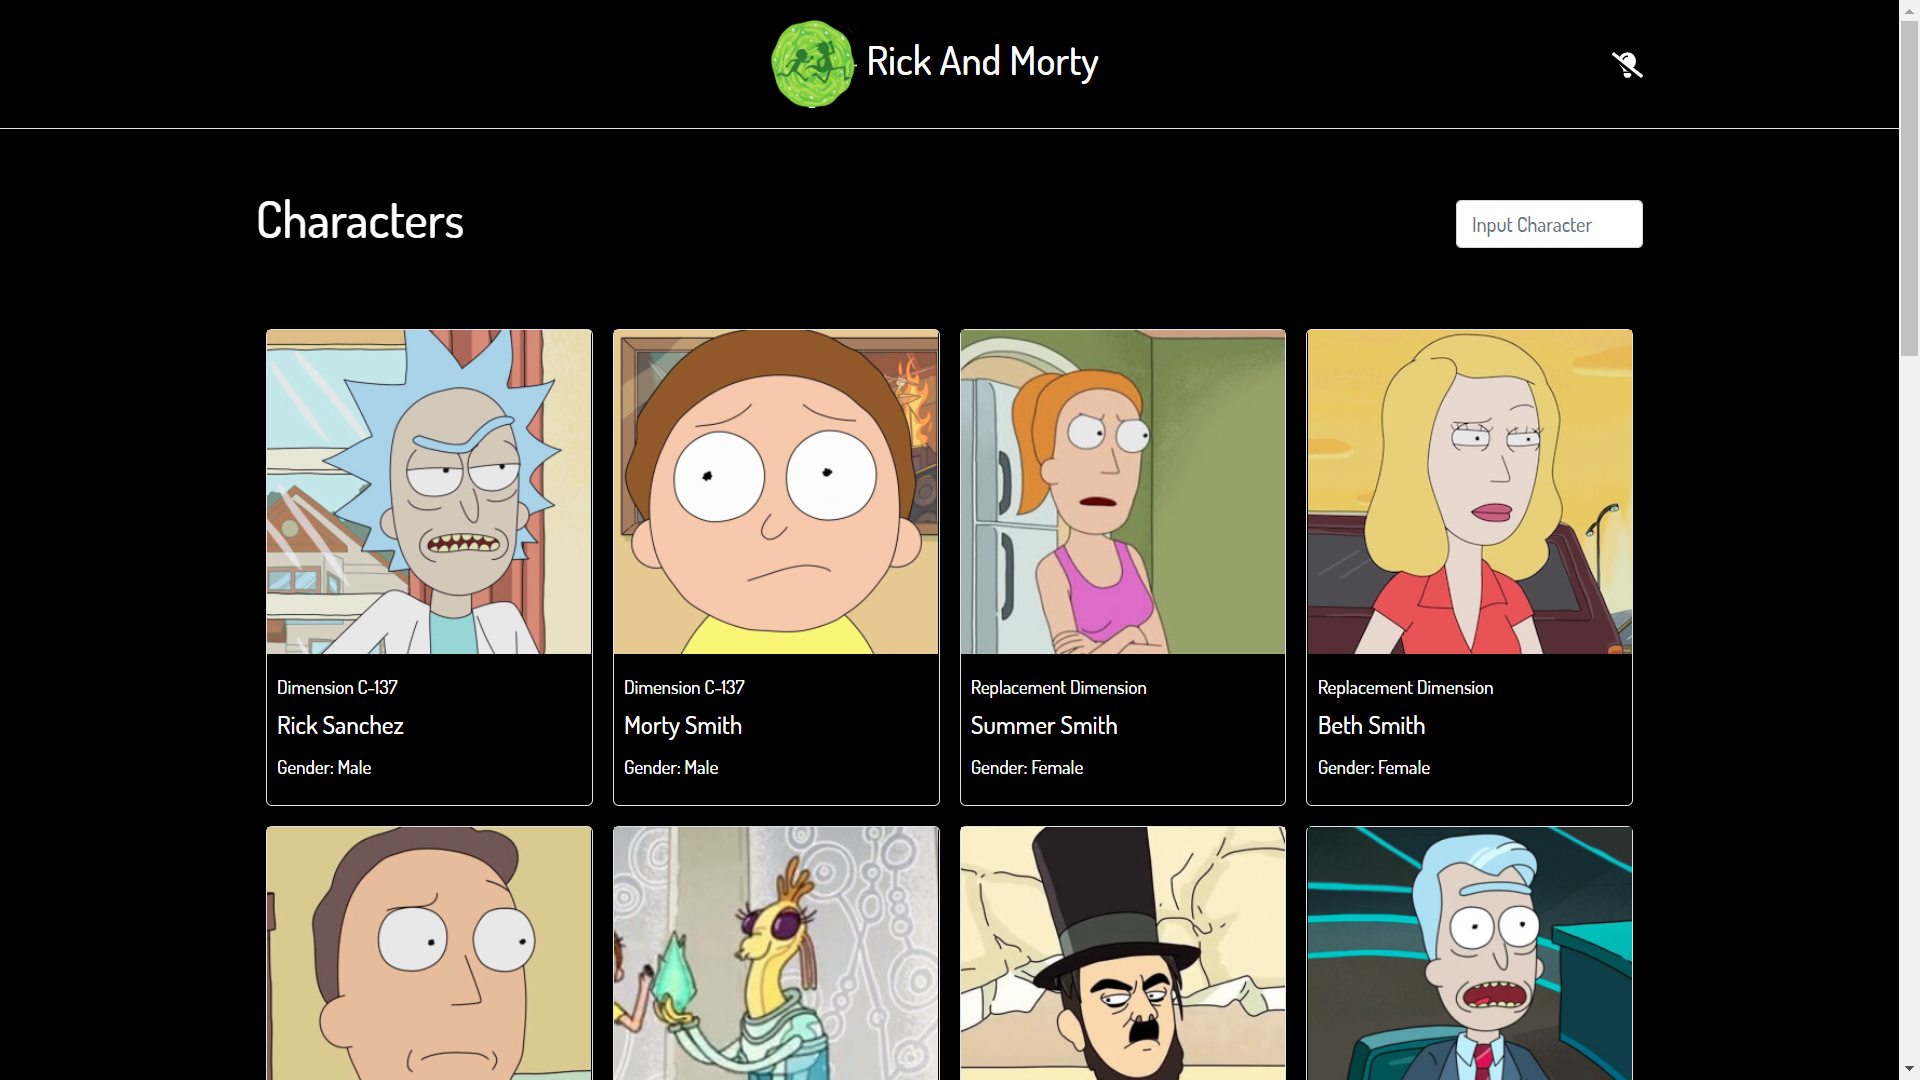 Rick And Morty
Characters
Input Character
Dimension C-137
Rick Sanchez
Gender: Male
Dimension C-137
Morty Smith
Gender: Male
Replacement Dimension
Summer Smith
Gender: Female
Replacement Dimension
Beth Smith
Gender: Female